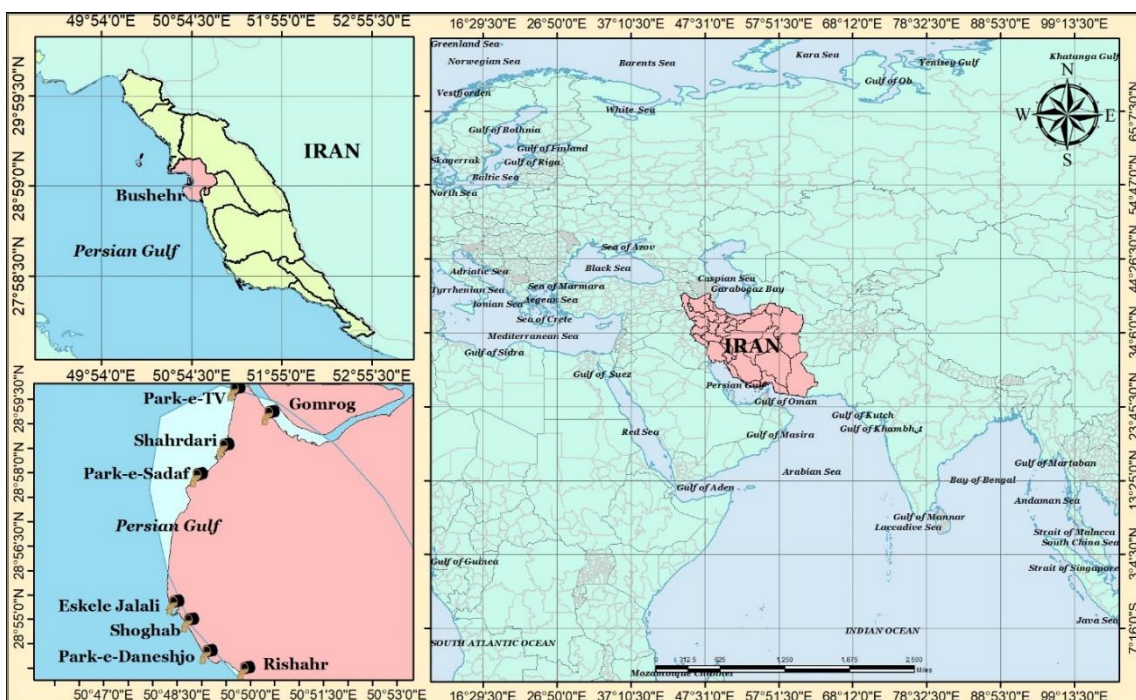 49°54'0"E 50°54'30"E 51°55'0"E 52°55'30"E
29°59'30"N
28°59'0"N
27°58'30"N
IRAN
Bushehr
Persian Gulf
49°54'0"E 50°54'30"E 51°55'0"E 52°55'30"E
28°59'30"N
28°58'0"N
28°56'30"N
28°55'0"N
Park-e-TV
Gomrog
Shahrdari
Park-e-Sadaf
Persian Gulf
Eskele Jalali
Shoghab
Park-e-Daneshjo
Rishahr
50°47'0"E 50°48'30"E 50°50'0"E 50°51'30"E 50°53'0"E
16°29'30"E 26°50'0"E 37°10'30"E 47°31'0"E 57°51'30"E 68°12'0"E 78°32'30"E 88°53'0"E 99°13'30"E
Greenland Sea
Norwegian Sea
Barents Sea
Kara Sea
Yenisey Gulf
Khatanga Gulf
Gulf of Ob
N
W
E
S
Vestfjorden
White Sea
Gulf of Bothnia
Gulf of Finland
Skagerrak
Gulf of Riga
Baltic Sea
North Sea
Sea of Azov
Black Sea
Adriatic Sea
Caspian Sea
Garabogaz Bay
Tyrrhenian Sea
Sea of Marmara
Aegean Sea
Ionian Sea
Sea of Crete
Mediterranean Sea
Gulf of Sidra
IRAN
Gulf of Suez
Persian Gulf
Gulf of Oman
Gulf of Kutch
Gulf of Khambhat
Red Sea
Gulf of Masira
Gulf of Martaban
Arabian Sea
Bay of Bengal
Gulf of Aden
Andaman Sea
Gulf of Mannar
Laccadive Sea
Strait of Malacca
South China Sea
Gulf of Guinea
Strait of Singapore
Java Sea
SOUTH ATLANTIC OCEAN
INDIAN OCEAN
0 312.5 625 1,250 1,875 2,500
Miles
Mozambique Channel
65°7'30"N
54°47'0"N
44°26'30"N
34°6'0"N
23°45'30"N
13°25'0"N
3°4'30"N
7°16'0"S
16°29'30"E 26°50'0"E 37°10'30"E 47°31'0"E 57°51'30"E 68°12'0"E 78°32'30"E 88°53'0"E 99°13'30"E